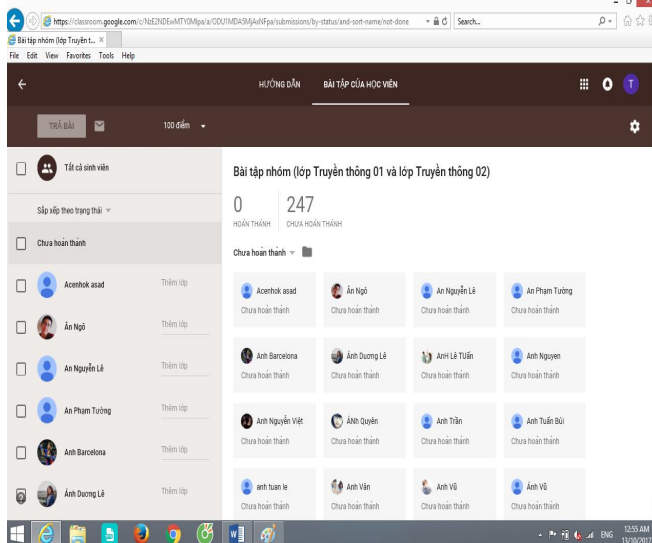 https://classroom.google.com/c/NzE2NDEwMTY0Mlpa/a/ODU1MDA5MjAxNFpa/submissions/by-status/and-sort-name/not-done
Search...
Bài tập nhóm (lớp Truyền t...
File Edit View Favorites Tools Help
HƯỚNG DẪN BÀI TẬP CỦA HỌC VIÊN
T
TRẢ BÀI 100 điểm
Tất cả sinh viên
Sắp xếp theo trạng thái
Chưa hoàn thành
Acenhok asad Thêm lớp
Ân Ngô Thêm lớp
An Nguyễn Lê Thêm lớp
An Phạm Tường Thêm lớp
Anh Barcelona Thêm lớp
Ánh Dương Lê Thêm lớp
Bài tập nhóm (lớp Truyền thông 01 và lớp Truyền thông 02)
0 247
HOÀN THÀNH CHƯA HOÀN THÀNH
Chưa hoàn thành
Acenhok asad Ân Ngô An Nguyễn Lê An Phạm Tường
Chưa hoàn thành Chưa hoàn thành Chưa hoàn thành Chưa hoàn thành
Anh Barcelona Ánh Dương Lê AnH Lê TUấn Anh Nguyen
Chưa hoàn thành Chưa hoàn thành Chưa hoàn thành Chưa hoàn thành
Anh Nguyễn Việt ÁNh Quyên Anh Trần Anh Tuấn Bùi
Chưa hoàn thành Chưa hoàn thành Chưa hoàn thành Chưa hoàn thành
anh tuan le Anh Văn Anh Vũ Ánh Vũ
Chưa hoàn thành Chưa hoàn thành Chưa hoàn thành Chưa hoàn thành
ENG 12:55 AM
13/10/2017